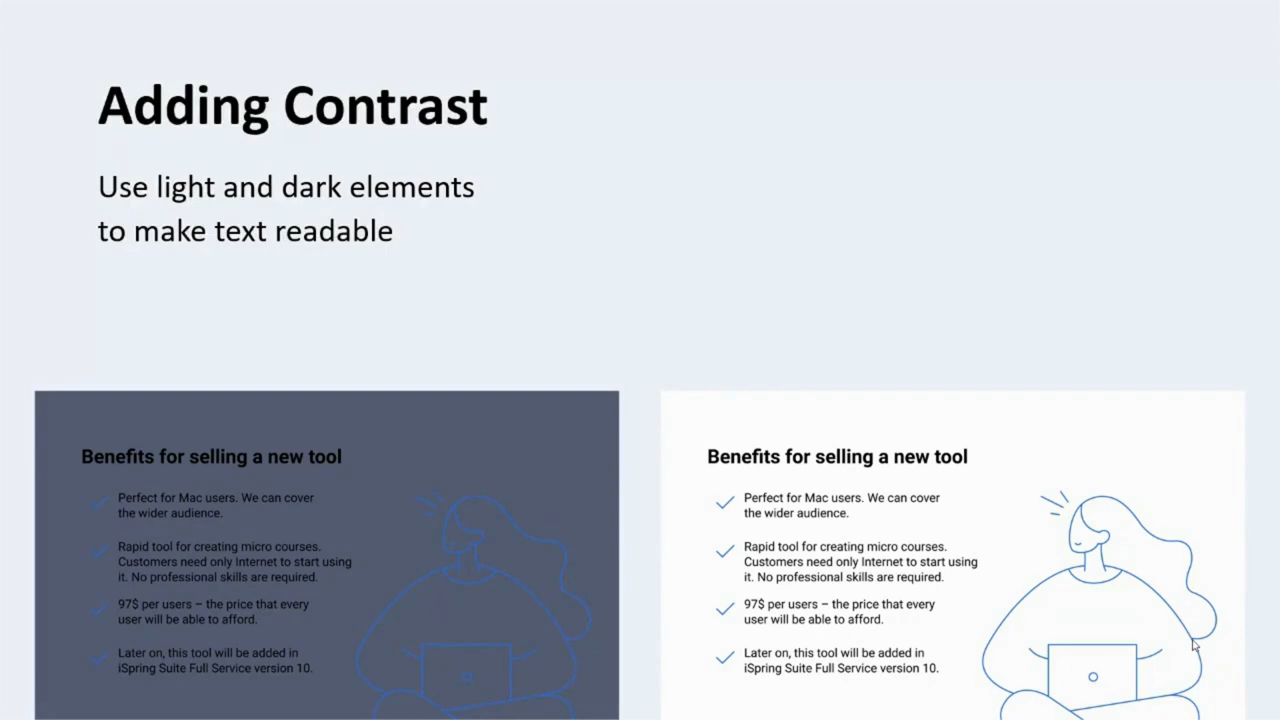 Adding Contrast
Use light and dark elements
to make text readable
Benefits for selling a new tool
Perfect for Mac users. We can cover
the wider audience.
Rapid tool for creating micro courses.
Customers need only Internet to start using
it. No professional skills are required.
97$ per users – the price that every
user will be able to afford.
Later on, this tool will be added in
iSpring Suite Full Service version 10.
Benefits for selling a new tool
Perfect for Mac users. We can cover
the wider audience.
Rapid tool for creating micro courses.
Customers need only Internet to start using
it. No professional skills are required.
97$ per users – the price that every
user will be able to afford.
Later on, this tool will be added in
iSpring Suite Full Service version 10.